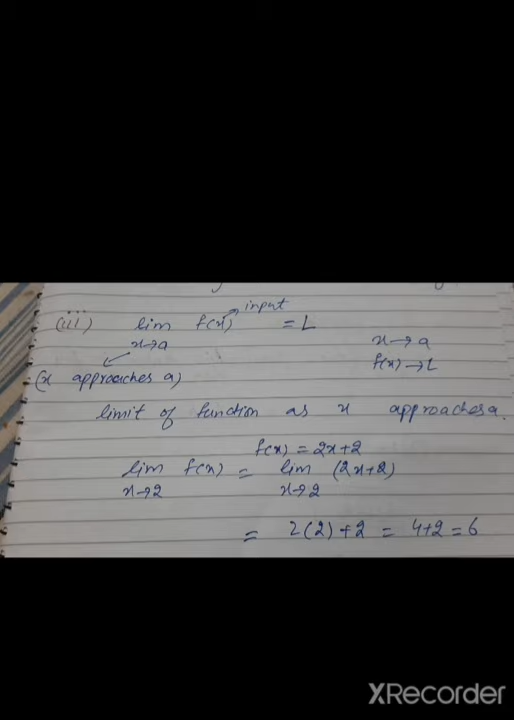 input
(iii) lim f(x) = L
x→a x→a
(x approaches a) f(x)→L
limit of function as x approaches a.
f(x) = 2x+2
lim f(x) = lim (2x+2)
x→2 x→2
= 2(2)+2 = 4+2 = 6
XRecorder